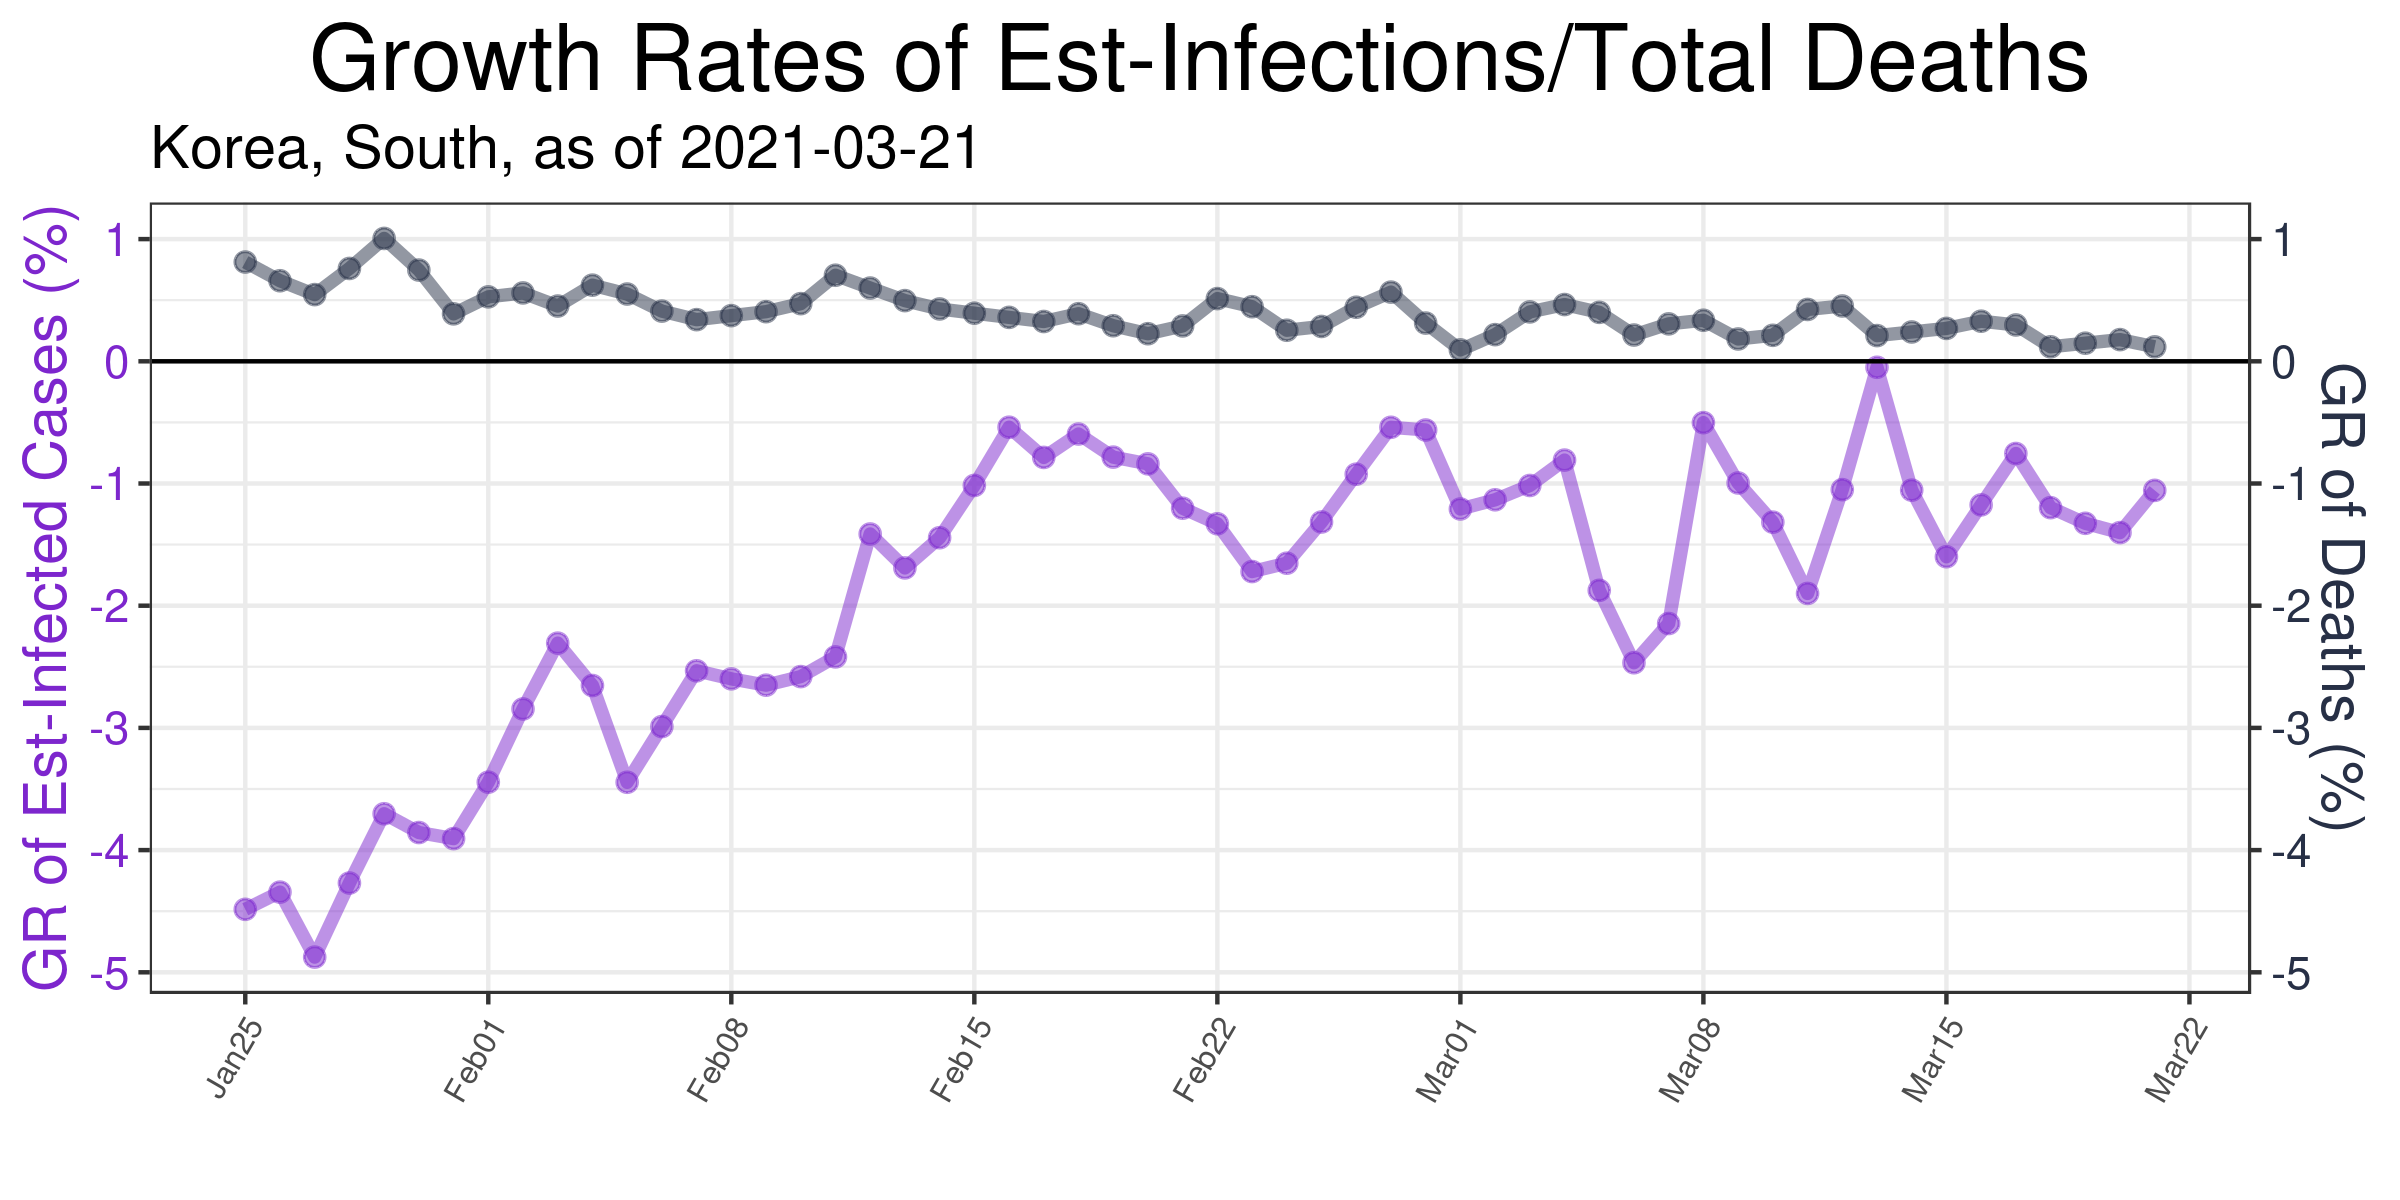 Growth Rates of Est-Infections/Total Deaths
Korea, South, as of 2021-03-21
GR of Est-Infected Cases (%)
1
0
-1
-2
-3
-4
-5
1
0
-1
-2
-3
-4
-5
GR of Deaths (%)
Jan25
Feb01
Feb08
Feb15
Feb22
Mar01
Mar08
Mar15
Mar22